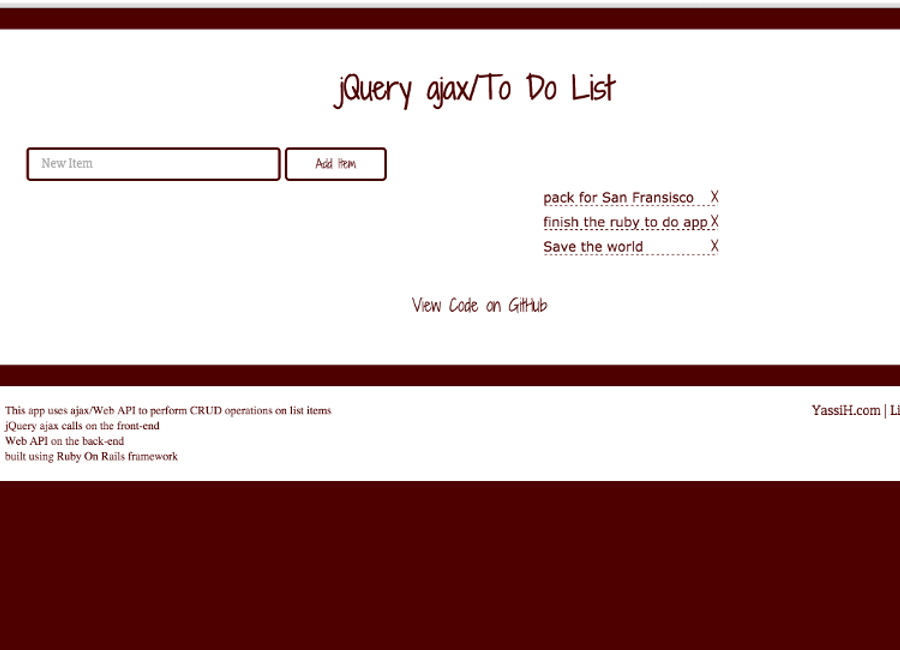 jQuery ajax/To Do List
New Item
Add Item
pack for San Fransisco X
finish the ruby to do app X
Save the world X
View Code on GitHub
This app uses ajax/Web API to perform CRUD operations on list items
jQuery ajax calls on the front-end
Web API on the back-end
built using Ruby On Rails framework
YassiH.com | Li